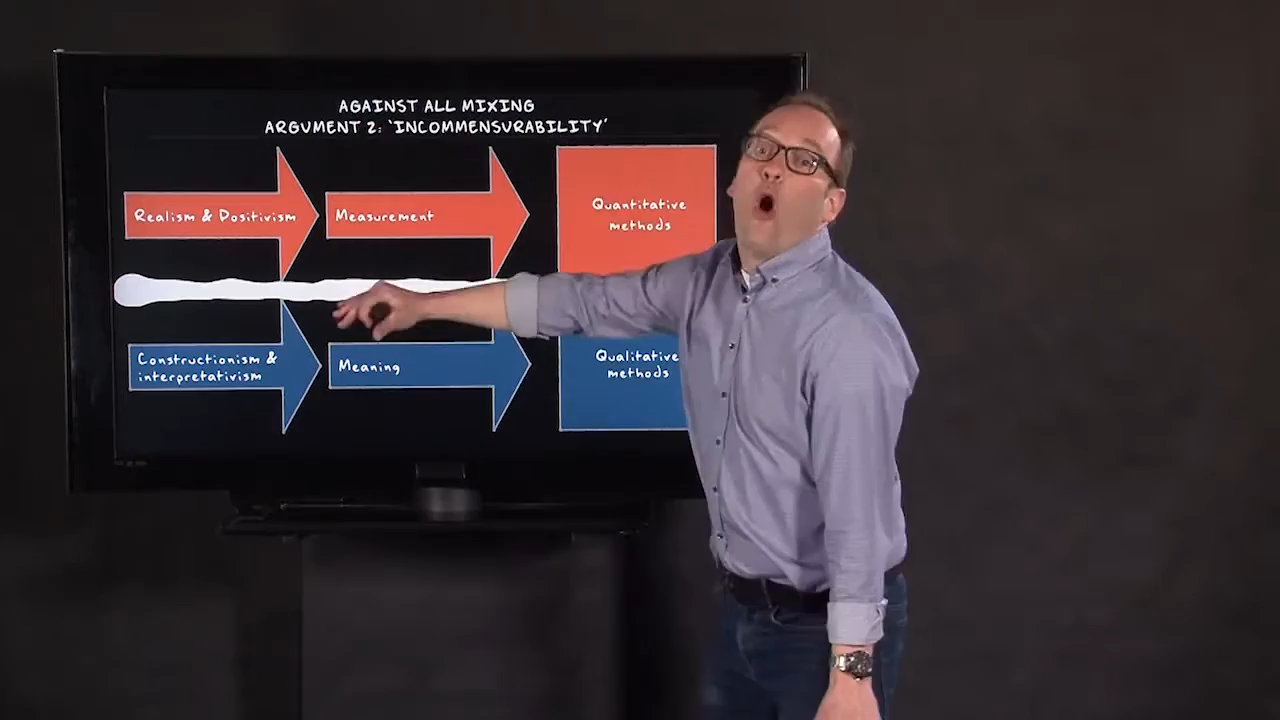 AGAINST ALL MIXING
ARGUMENT 2: 'INCOMMENSURABILITY'
Realism & Positivism
Measurement
Quantitative
methods
Constructionism &
interpretativism
Meaning
Qualitative
methods